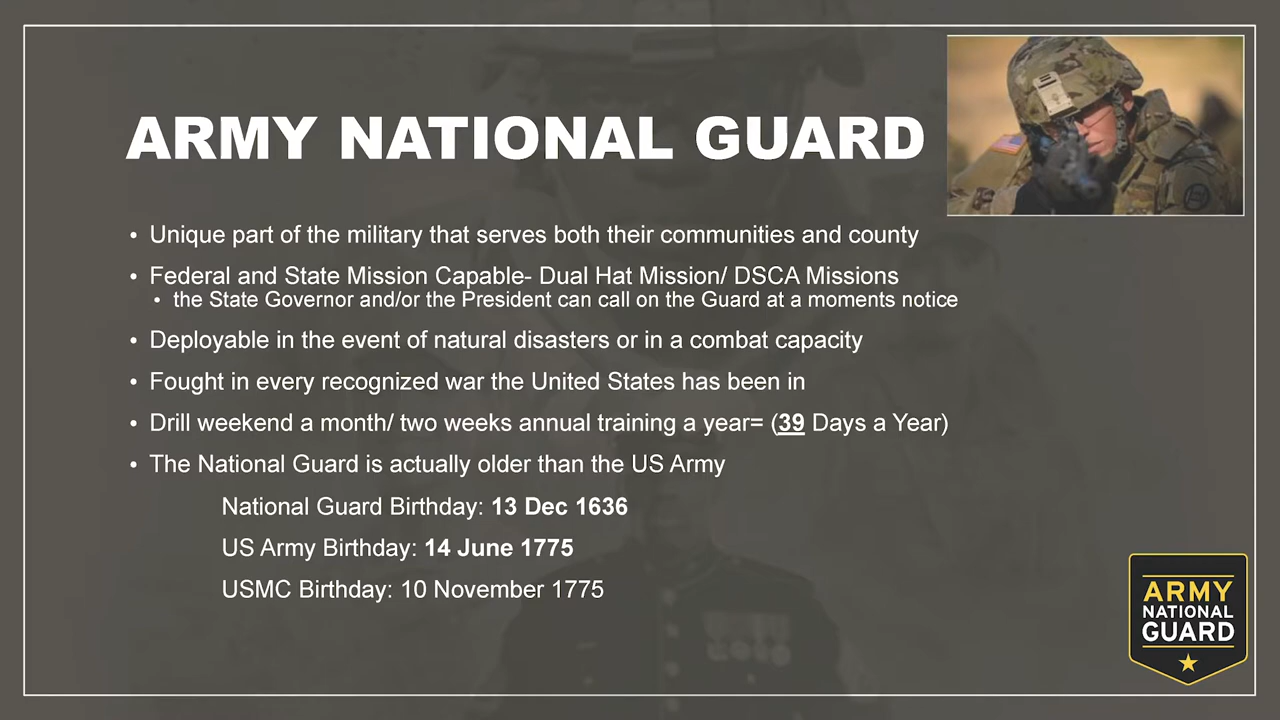 ARMY NATIONAL GUARD
• Unique part of the military that serves both their communities and county
• Federal and State Mission Capable- Dual Hat Mission/ DSCA Missions
• the State Governor and/or the President can call on the Guard at a moments notice
• Deployable in the event of natural disasters or in a combat capacity
• Fought in every recognized war the United States has been in
• Drill weekend a month/ two weeks annual training a year= (39 Days a Year)
• The National Guard is actually older than the US Army
National Guard Birthday: 13 Dec 1636
US Army Birthday: 14 June 1775
USMC Birthday: 10 November 1775
ARMY
NATIONAL
GUARD